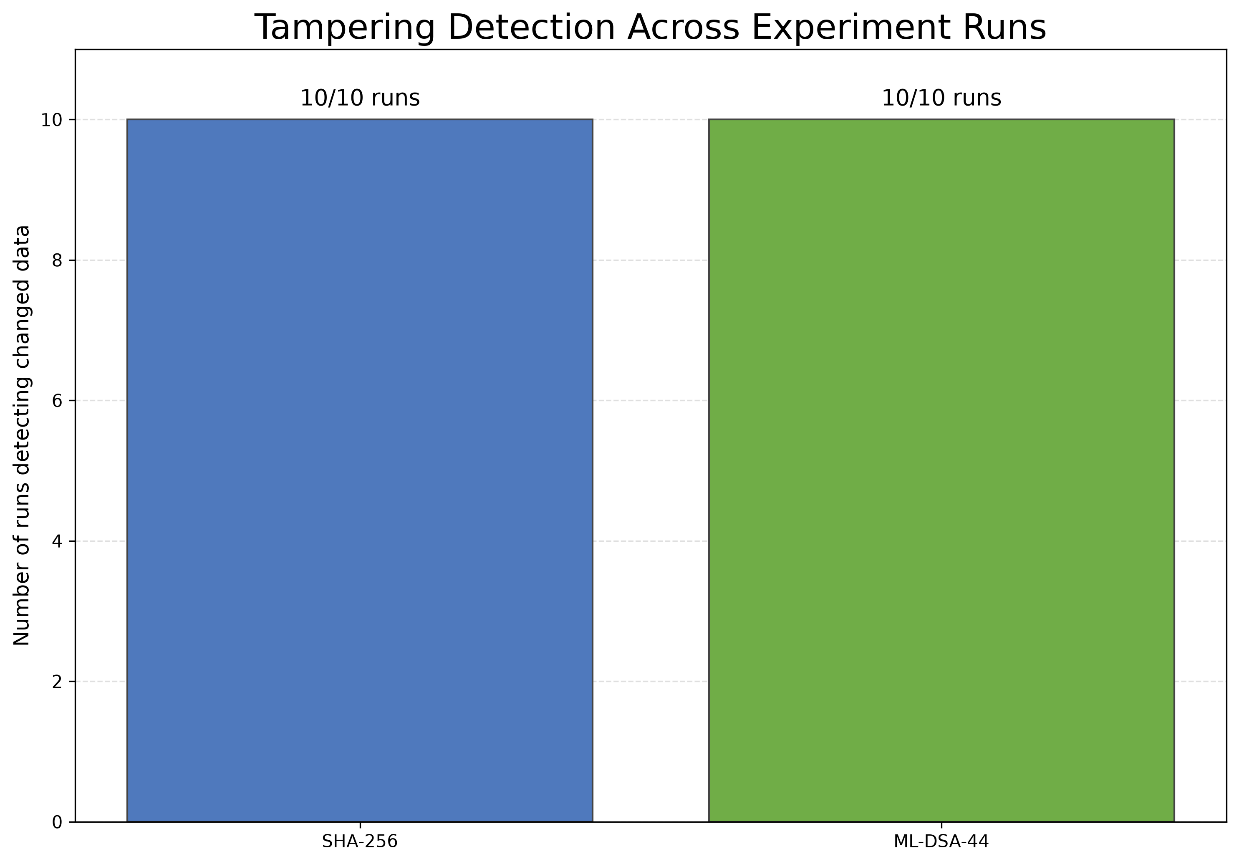 Tampering Detection Across Experiment Runs
10/10 runs
10/10 runs
Number of runs detecting changed data
10
8
6
4
2
0
SHA-256
ML-DSA-44